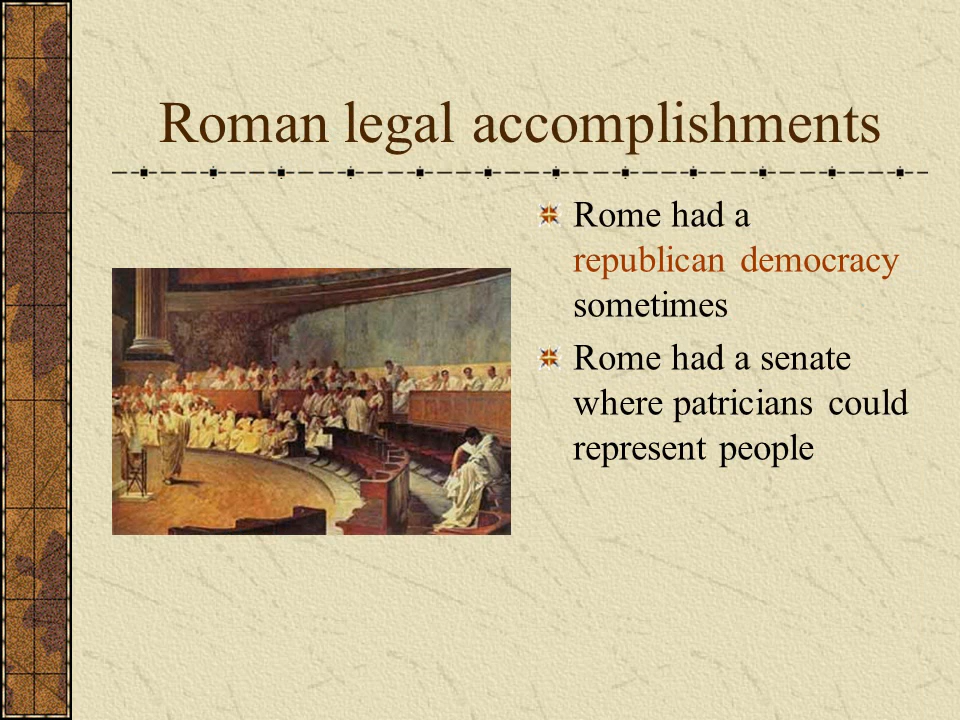 Roman legal accomplishments
Rome had a
republican democracy
sometimes
Rome had a senate
where patricians could
represent people